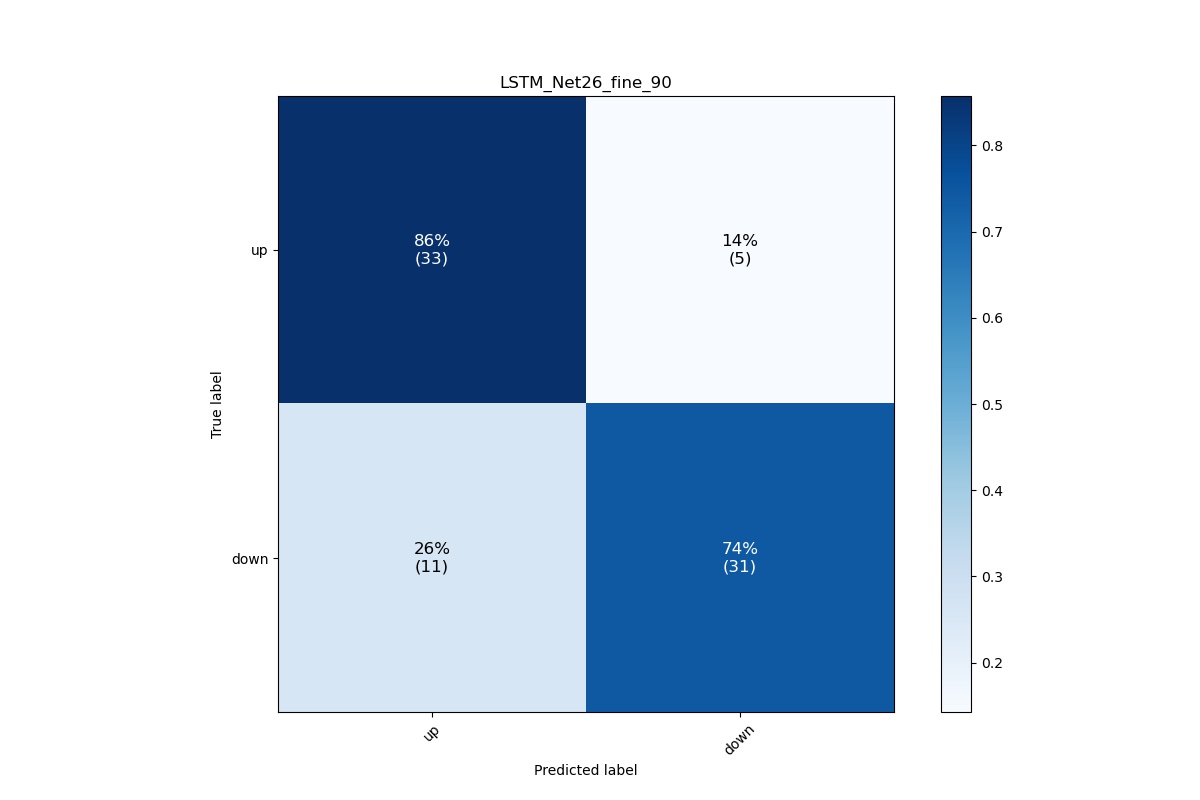 LSTM_Net26_fine_90
True label
up
86%
(33)
14%
(5)
down
26%
(11)
74%
(31)
up
down
Predicted label
0.8
0.7
0.6
0.5
0.4
0.3
0.2